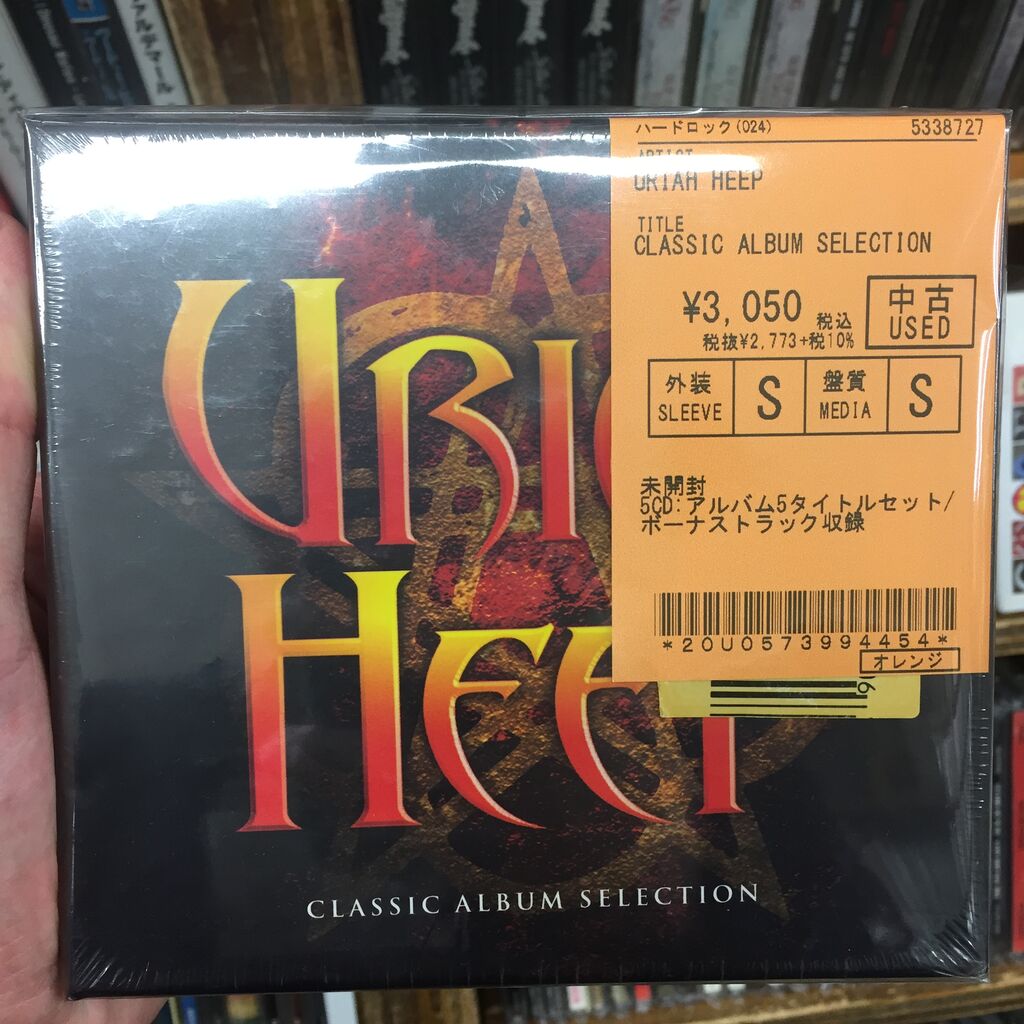 ハードロック(024) 5338727
ARTIST
URIAH HEEP
TITLE
CLASSIC ALBUM SELECTION
¥3,050 税込
税抜¥2,773+税10%
中古
USED
外装
SLEEVE
S
盤質
MEDIA
S
未開封
5CD:アルバム5タイトルセット/
ボーナストラック収録
*20U0573994454*
オレンジ
URI
HEEP
CLASSIC ALBUM SELECTION